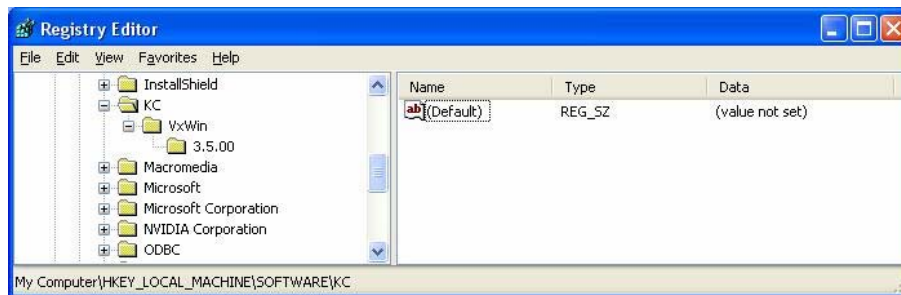 Registry Editor
File Edit View Favorites Help
InstallShield
KC
VxWin
3.5.00
Macromedia
Microsoft
Microsoft Corporation
NVIDIA Corporation
ODBC
Name Type Data
ab (Default) REG_SZ (value not set)
My Computer\HKEY_LOCAL_MACHINE\SOFTWARE\KC